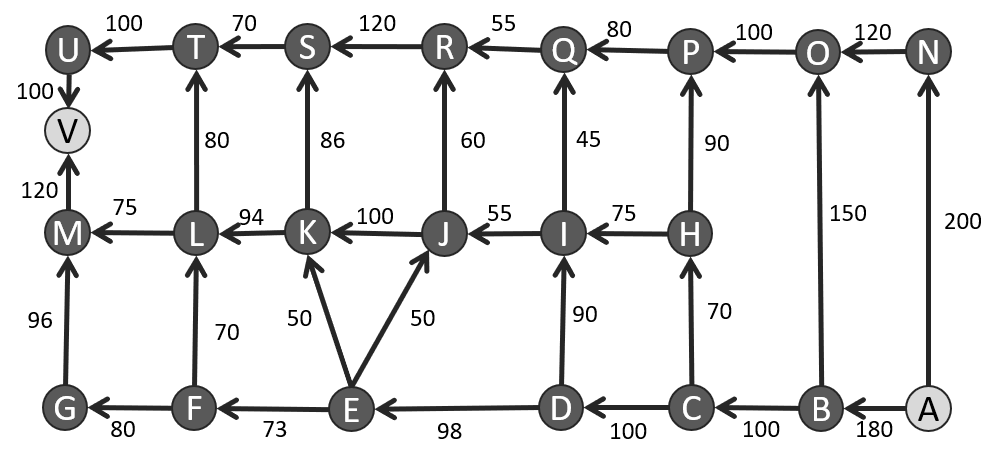 100 70 120 55 80 100 120
U T S R Q P O N
100
V
80 86 60 45 90
120
75 94 100 55 75 150 200
M L K J I H
96 70 50 50 90 70
G F E D C B A
80 73 98 100 100 180